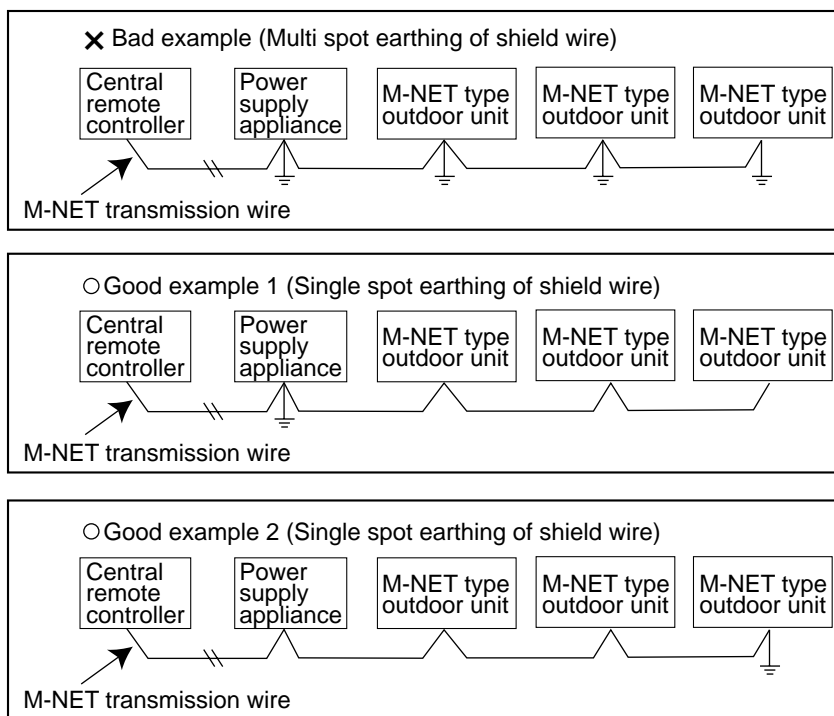 × Bad example (Multi spot earthing of shield wire)
Central
remote
controller
Power
supply
appliance
M-NET type
outdoor unit
M-NET type
outdoor unit
M-NET type
outdoor unit
M-NET transmission wire
○ Good example 1 (Single spot earthing of shield wire)
Central
remote
controller
Power
supply
appliance
M-NET type
outdoor unit
M-NET type
outdoor unit
M-NET type
outdoor unit
M-NET transmission wire
○ Good example 2 (Single spot earthing of shield wire)
Central
remote
controller
Power
supply
appliance
M-NET type
outdoor unit
M-NET type
outdoor unit
M-NET type
outdoor unit
M-NET transmission wire